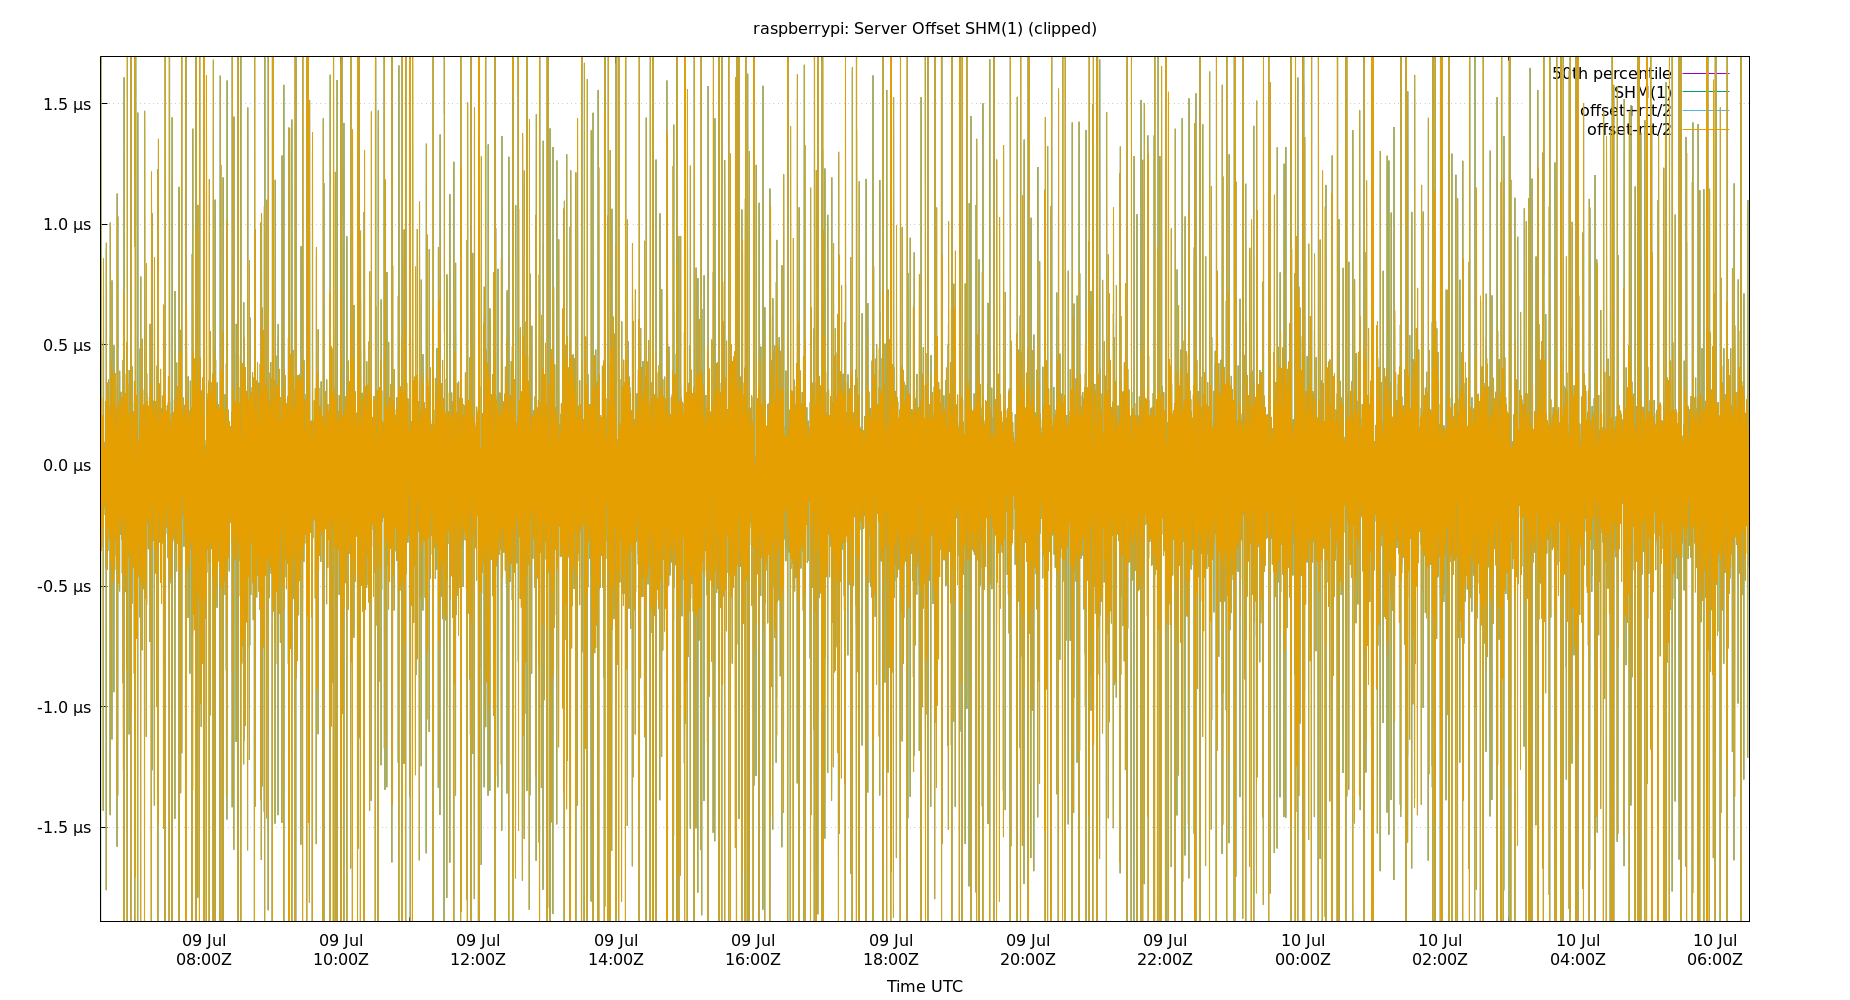 raspberrypi: Server Offset SHM(1) (clipped)
50th percentile
SHM(1)
offset+rtt/2
offset-rtt/2
1.5 µs
1.0 µs
0.5 µs
0.0 µs
-0.5 µs
-1.0 µs
-1.5 µs
09 Jul 09 Jul 09 Jul 09 Jul 09 Jul 09 Jul 09 Jul 09 Jul 10 Jul 10 Jul 10 Jul 10 Jul
08:00Z 10:00Z 12:00Z 14:00Z 16:00Z 18:00Z 20:00Z 22:00Z 00:00Z 02:00Z 04:00Z 06:00Z
Time UTC